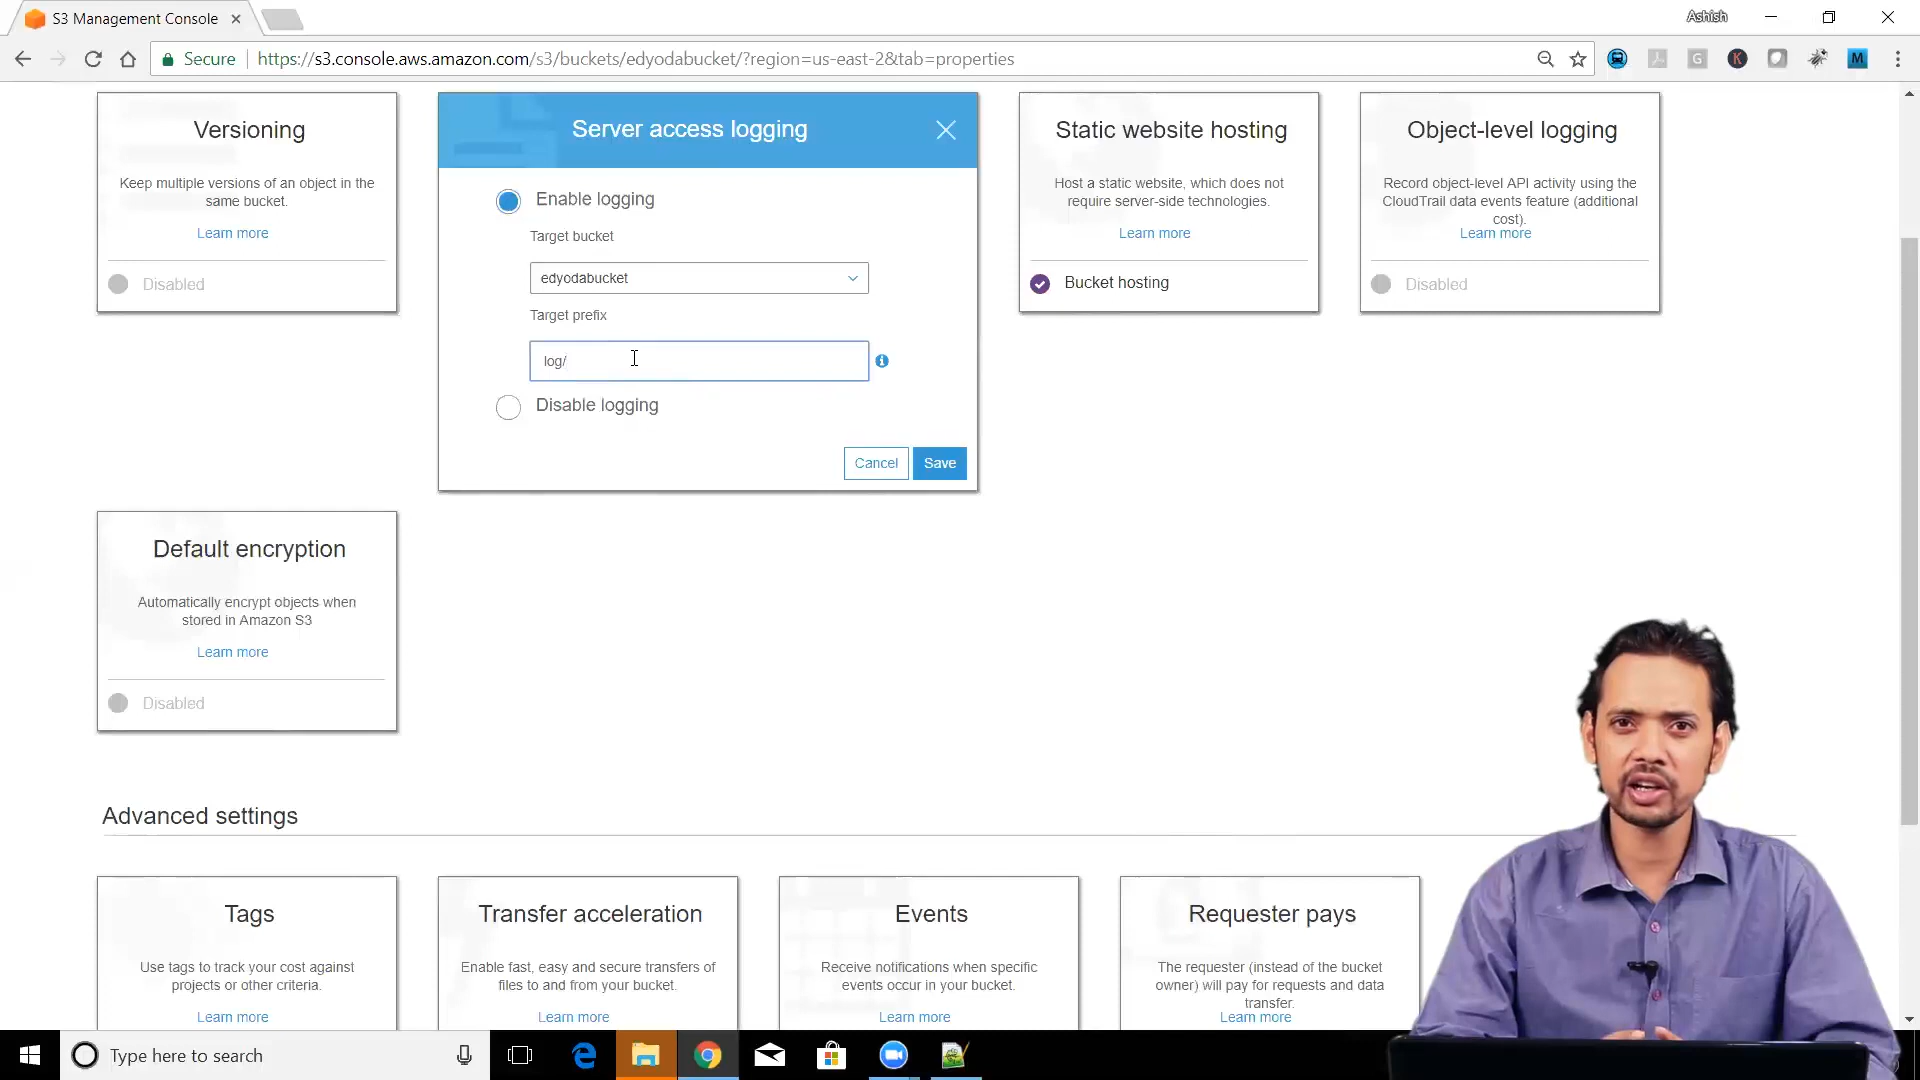 S3 Management Console
Ashish
Secure
https://s3.console.aws.amazon.com/s3/buckets/edyodabucket/?region=us-east-2&tab=properties
G
K
M
Versioning
Keep multiple versions of an object in the
same bucket.
Learn more
Disabled
Server access logging
Enable logging
Target bucket
edyodabucket
Target prefix
log/
Disable logging
Cancel
Save
Static website hosting
Host a static website, which does not
require server-side technologies.
Learn more
Bucket hosting
Object-level logging
Record object-level API activity using the
CloudTrail data events feature (additional
cost).
Learn more
Disabled
Default encryption
Automatically encrypt objects when
stored in Amazon S3
Learn more
Disabled
Advanced settings
Tags
Use tags to track your cost against
projects or other criteria.
Learn more
Transfer acceleration
Enable fast, easy and secure transfers of
files to and from your bucket.
Learn more
Events
Receive notifications when specific
events occur in your bucket.
Learn more
Requester pays
The requester (instead of the bucket
owner) will pay for requests and data
transfer.
Learn more
Type here to search